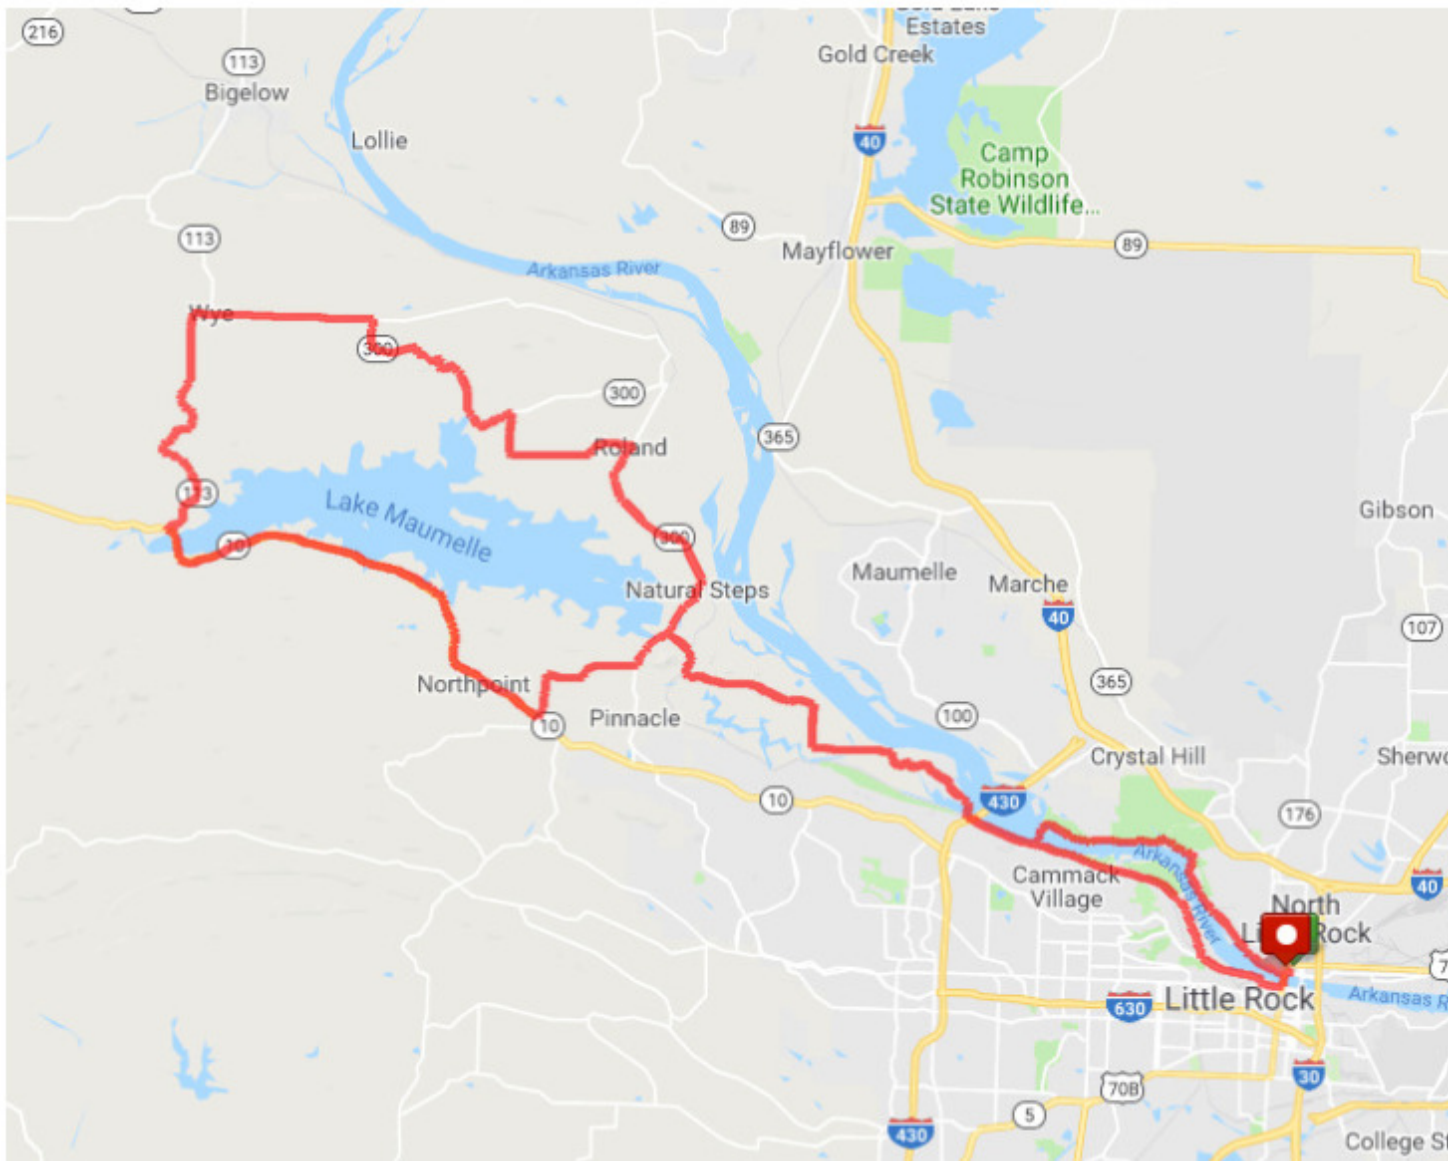 Estates
216
Gold Creek
113
Bigelow
Lollie
40
Camp
Robinson
State Wildlife...
89
113
Mayflower
89
Arkansas River
Wye
300
300
365
Roland
Lake Maumelle
113
Gibson
10
300
Maumelle
Marche
Natural Steps
40
107
Northpoint
365
10
Pinnacle
100
Crystal Hill
Sherwo
10
430
176
Arkansas River
Cammack
Village
40
North
Rock
7
Little Rock
Arkansas R
630
70B
30
5
430
College St